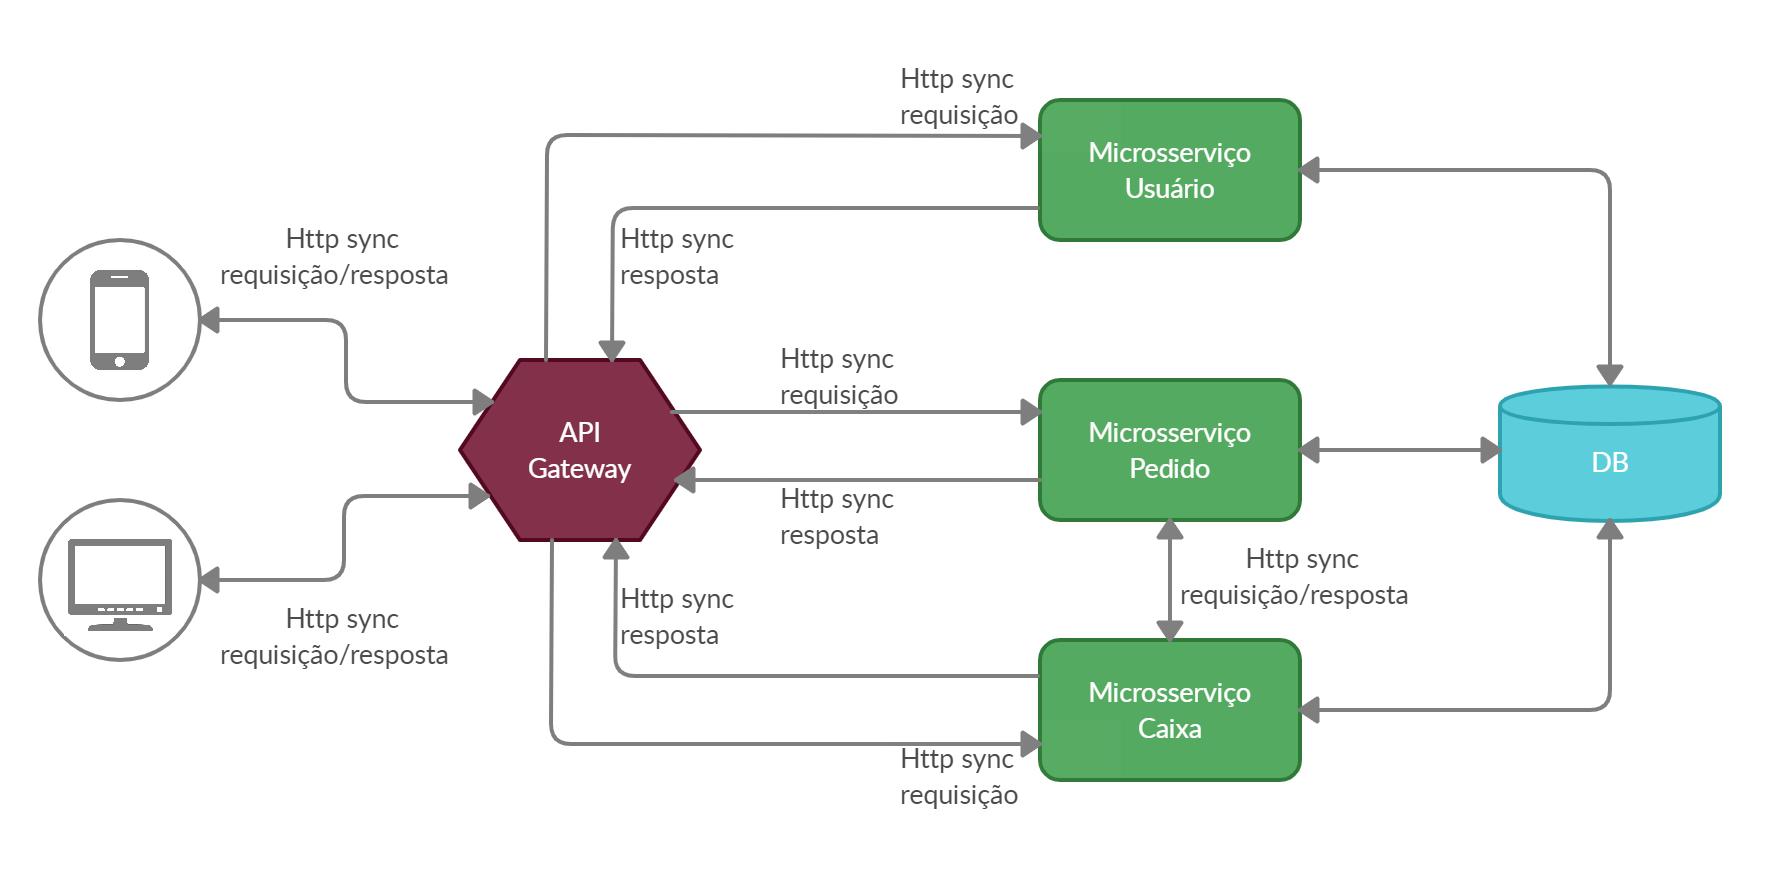 Http sync
requisição
Microsserviço
Usuário
Http sync
requisição/resposta
Http sync
resposta
Http sync
requisição
API
Gateway
Microsserviço
Pedido
DB
Http sync
resposta
Http sync
requisição/resposta
Http sync
resposta
Http sync
requisição/resposta
Microsserviço
Caixa
Http sync
requisição